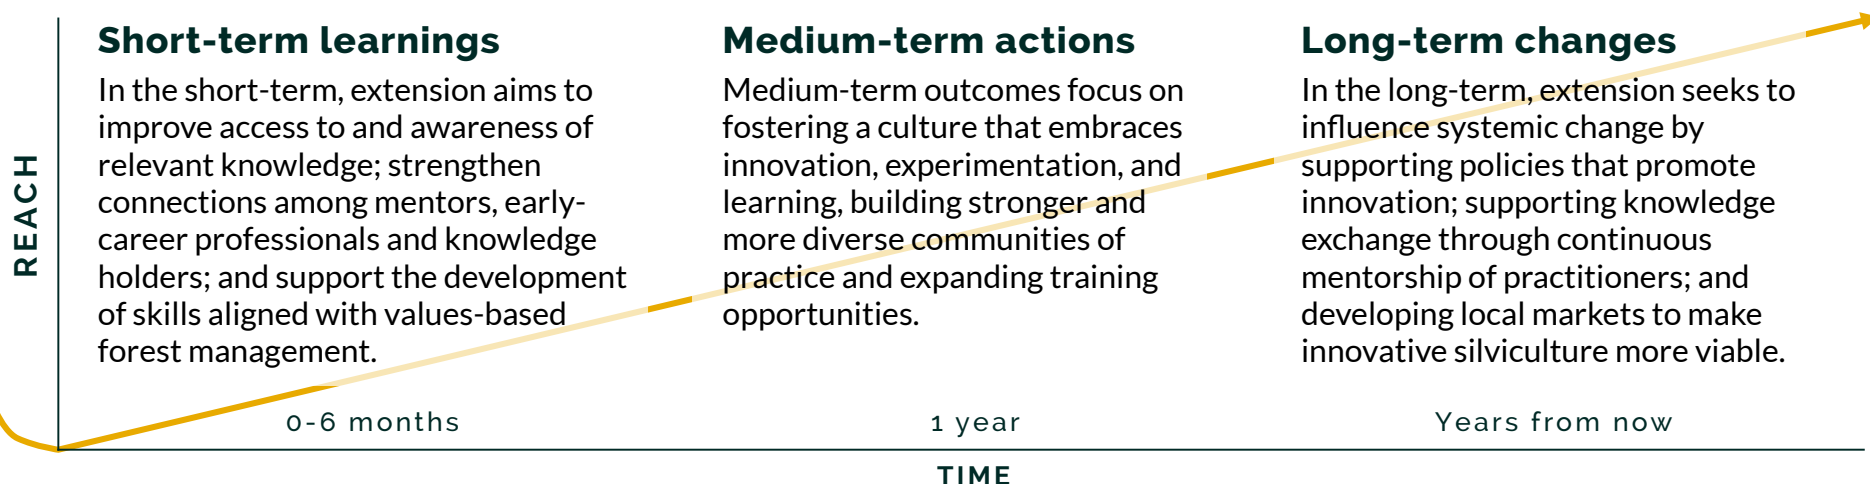 REACH
Short-term learnings
In the short-term, extension aims to
improve access to and awareness of
relevant knowledge; strengthen
connections among mentors, early-
career professionals and knowledge
holders; and support the development
of skills aligned with values-based
forest management.
0-6 months
Medium-term actions
Medium-term outcomes focus on
fostering a culture that embraces
innovation, experimentation, and
learning, building stronger and
more diverse communities of
practice and expanding training
opportunities.
1 year
Long-term changes
In the long-term, extension seeks to
influence systemic change by
supporting policies that promote
innovation; supporting knowledge
exchange through continuous
mentorship of practitioners; and
developing local markets to make
innovative silviculture more viable.
Years from now
TIME